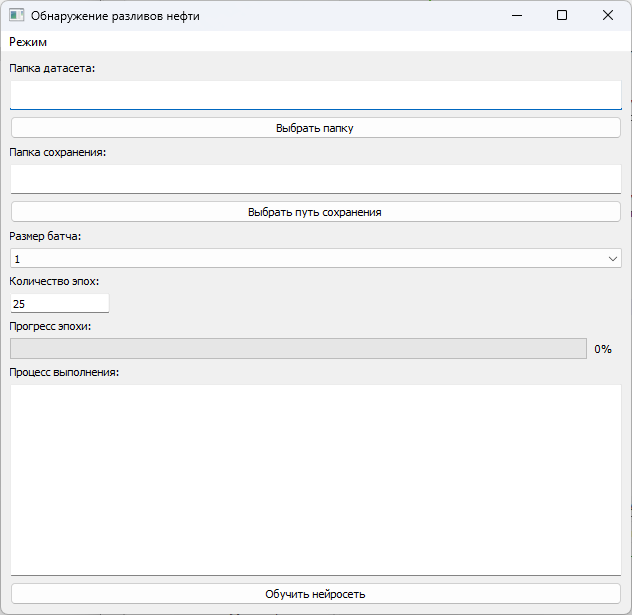 Обнаружение разливов нефти
Режим
Папка датасета:
Выбрать папку
Папка сохранения:
Выбрать путь сохранения
Размер батча:
1
Количество эпох:
25
Прогресс эпохи:
0%
Процесс выполнения:
Обучить нейросеть